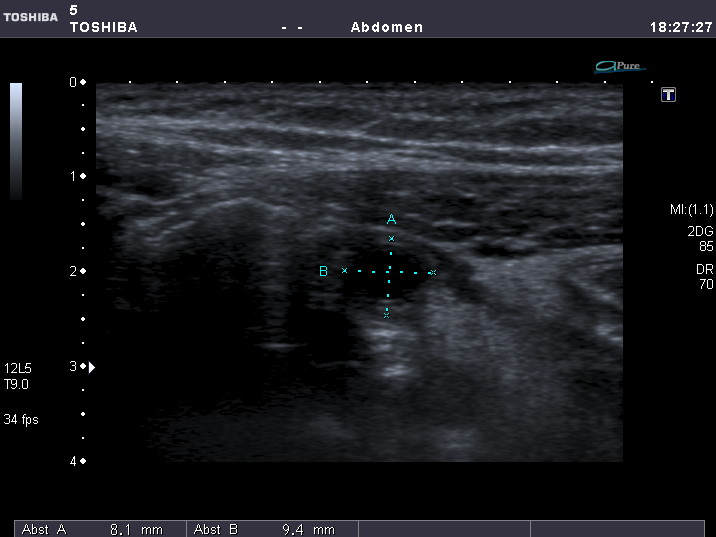 TOSHIBA
5
TOSHIBA - - Abdomen 18:27:27
APure
T
0
1
2
3
4
A
B
MI:(1.1)
2DG
85
DR
70
12L5
T9.0
34 fps
Abst A 8.1 mm Abst B 9.4 mm